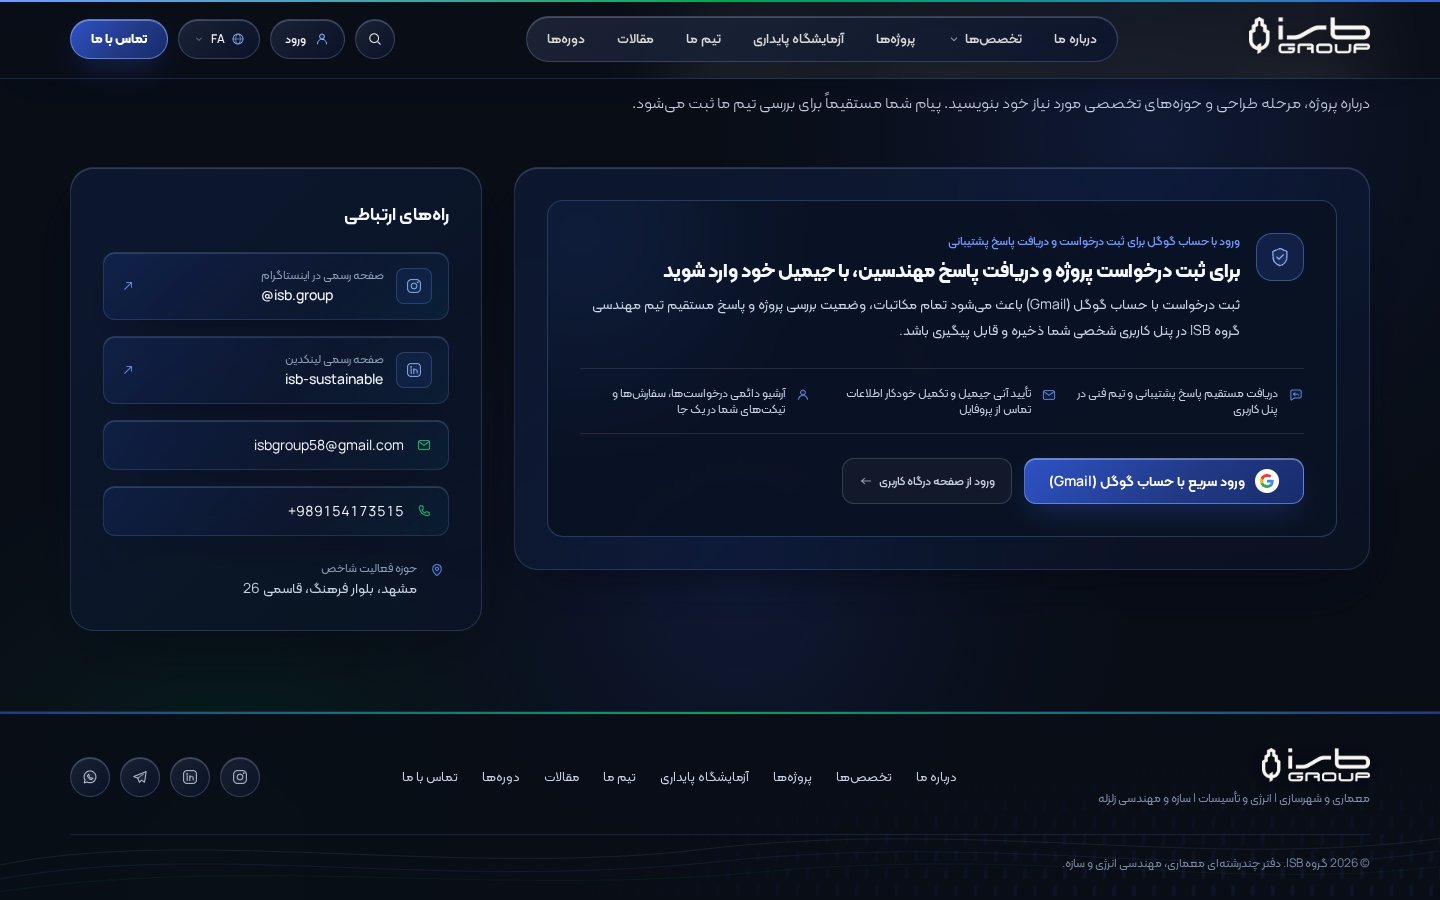 isb GROUP
درباره ما
تخصص‌ها
پروژه‌ها
آزمایشگاه پایداری
تیم ما
مقالات
دوره‌ها
ورود
FA
تماس با ما
درباره پروژه، مرحله طراحی و حوزه‌های تخصصی مورد نیاز خود بنویسید. پیام شما مستقیماً برای بررسی تیم ما ثبت می‌شود.
ورود با حساب گوگل برای ثبت درخواست و دریافت پاسخ پشتیبانی
برای ثبت درخواست پروژه و دریافت پاسخ مهندسین، با جیمیل خود وارد شوید
ثبت درخواست با حساب گوگل (Gmail) باعث می‌شود تمام مکاتبات، وضعیت بررسی پروژه و پاسخ مستقیم تیم مهندسی
گروه ISB در پنل کاربری شخصی شما ذخیره و قابل پیگیری باشد.
دریافت مستقیم پاسخ پشتیبانی و تیم فنی در
پنل کاربری
تأیید آنی جیمیل و تکمیل خودکار اطلاعات
تماس از پروفایل
آرشیو دائمی درخواست‌ها، سفارش‌ها و
تیکت‌های شما در یک جا
ورود سریع با حساب گوگل (Gmail)
ورود از صفحه درگاه کاربری
راه‌های ارتباطی
صفحه رسمی در اینستاگرام
@isb.group
صفحه رسمی لینکدین
isb-sustainable
isbgroup58@gmail.com
+989154173515
حوزه فعالیت شاخص
مشهد، بلوار فرهنگ، قاسمی 26
isb GROUP
معماری و شهرسازی | انرژی و تأسیسات | سازه و مهندسی زلزله
درباره ما
تخصص‌ها
پروژه‌ها
آزمایشگاه پایداری
تیم ما
مقالات
دوره‌ها
تماس با ما
© 2026 گروه ISB. دفتر چندرشته‌ای معماری، مهندسی انرژی و سازه.